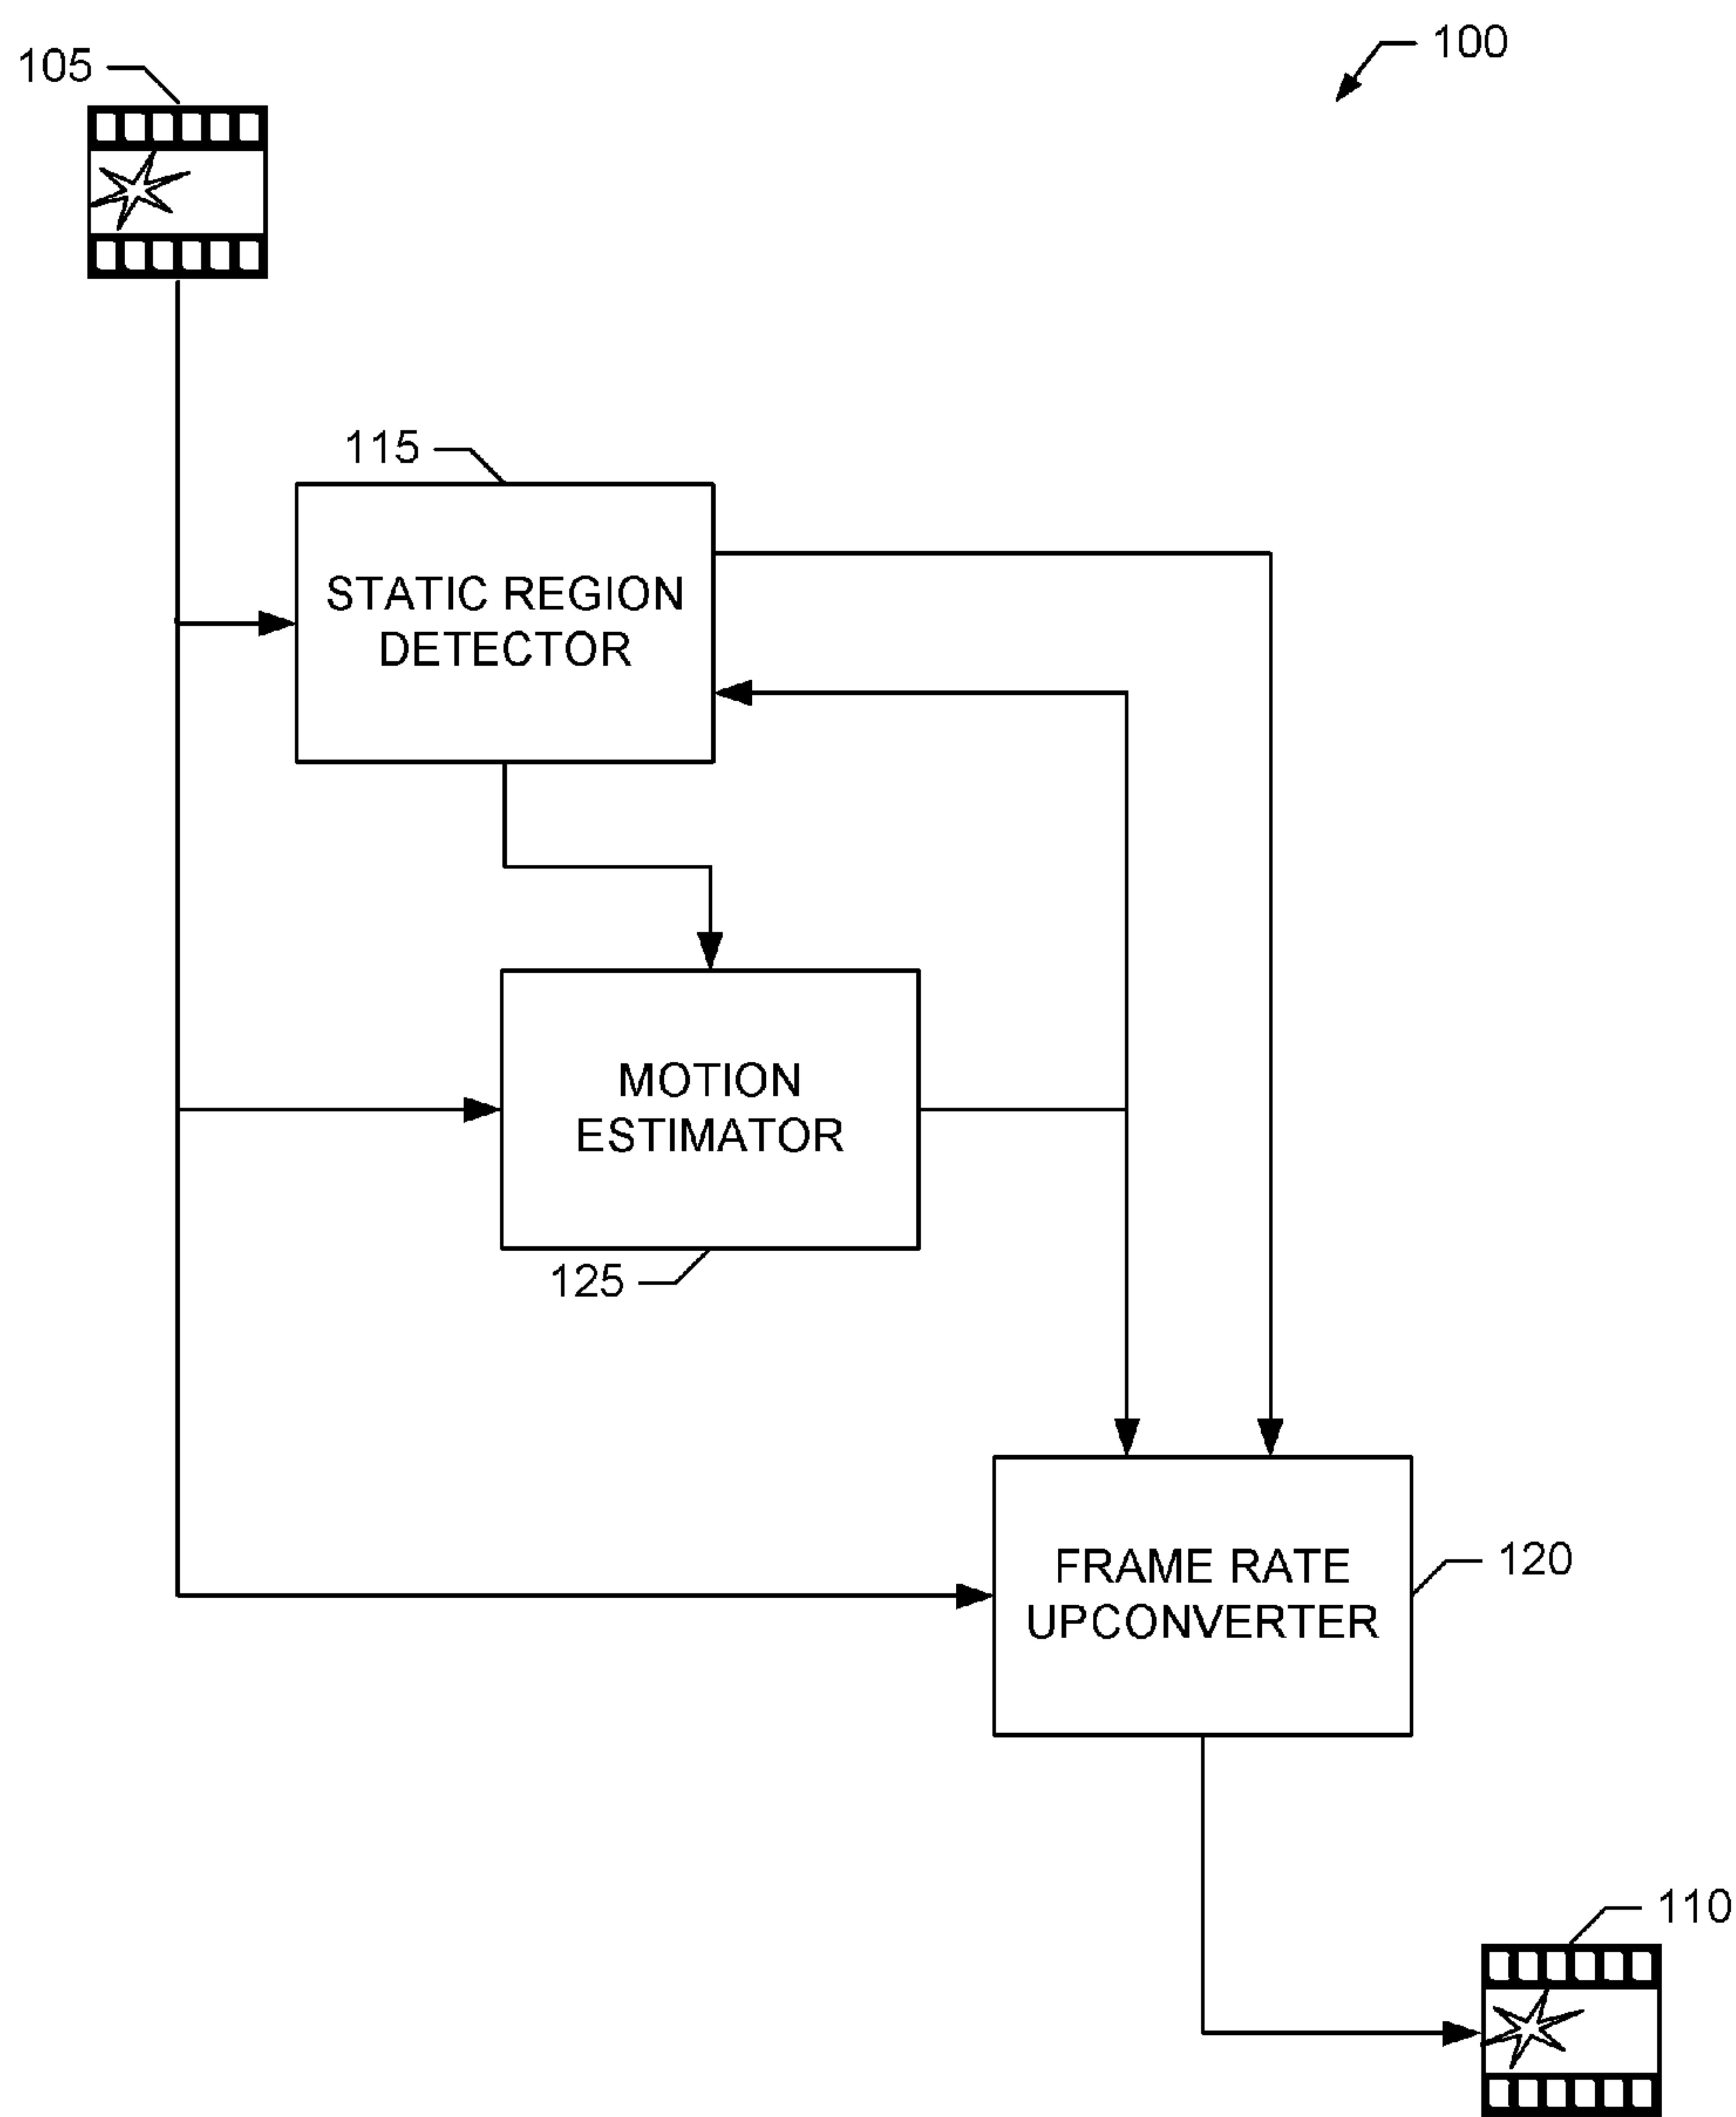 100
105
115
STATIC REGION
DETECTOR
MOTION
ESTIMATOR
125
FRAME RATE
UPCONVERTER
120
110